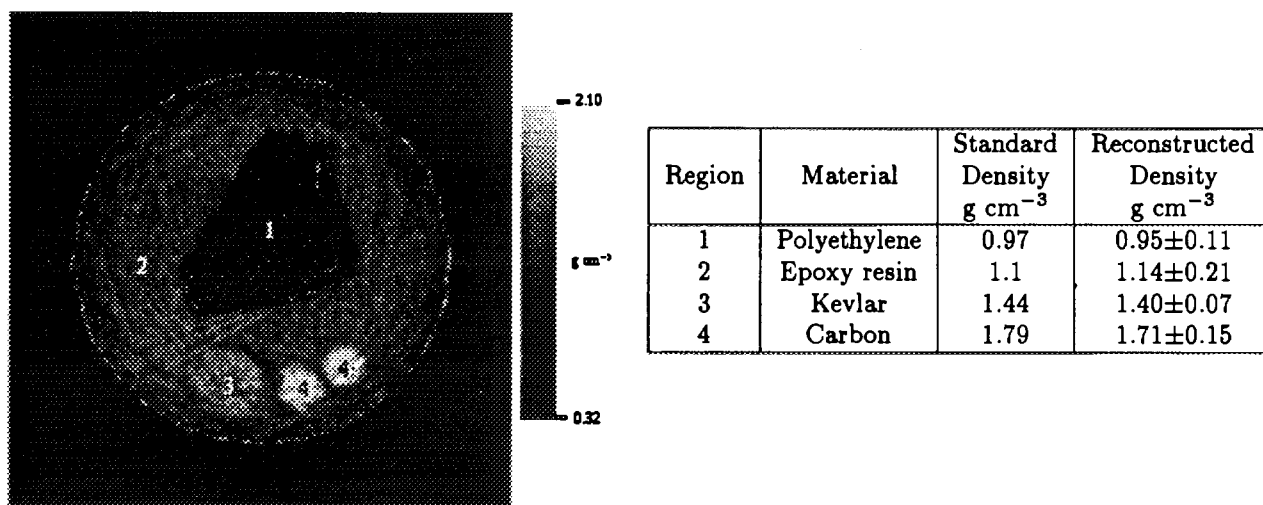 2.10
g cm⁻³
0.32
1
2
3
4
4
Region Material Standard Density g cm⁻³ Reconstructed Density g cm⁻³
1 Polyethylene 0.97 0.95±0.11
2 Epoxy resin 1.1 1.14±0.21
3 Kevlar 1.44 1.40±0.07
4 Carbon 1.79 1.71±0.15